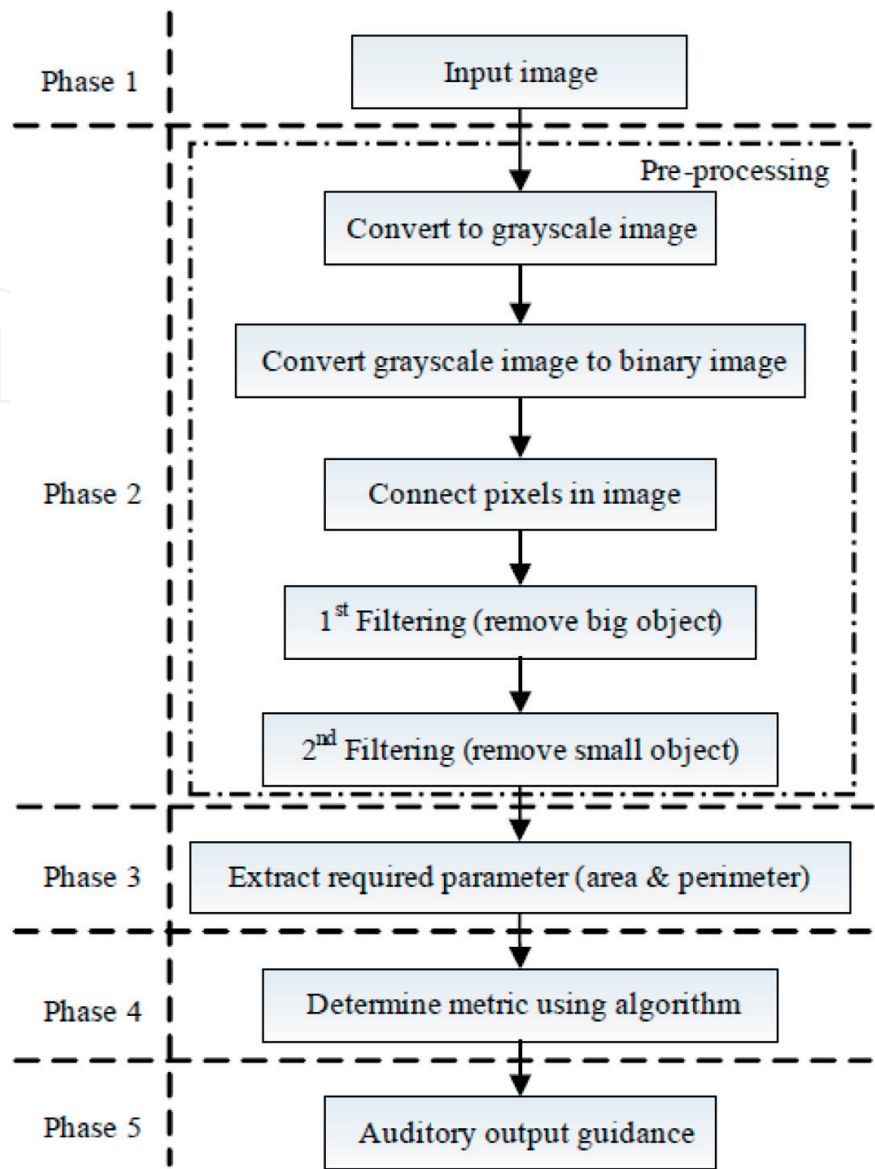 Phase 1
Input image
Pre-processing
Convert to grayscale image
Convert grayscale image to binary image
Phase 2
Connect pixels in image
1st Filtering (remove big object)
2nd Filtering (remove small object)
Phase 3
Extract required parameter (area & perimeter)
Phase 4
Determine metric using algorithm
Phase 5
Auditory output guidance